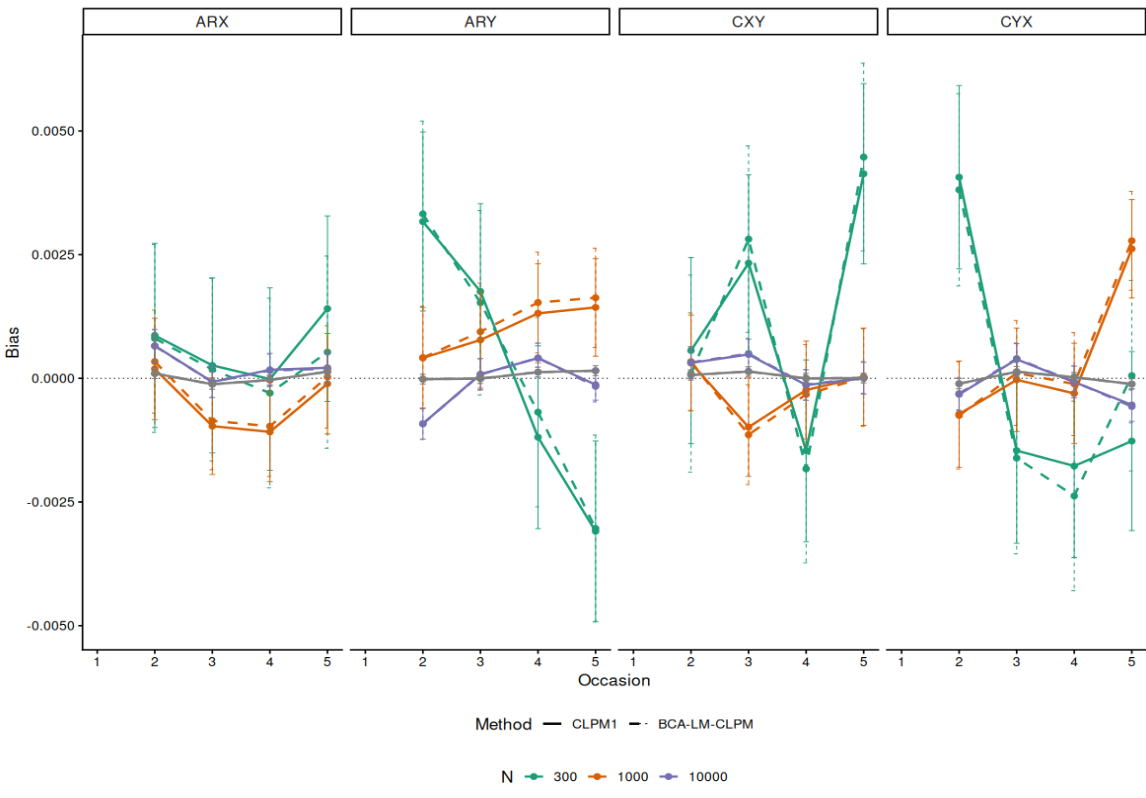 ARX ARY CXY CYX
0.0050
0.0025
0.0000
-0.0025
-0.0050
Bias
1 2 3 4 5 1 2 3 4 5 1 2 3 4 5 1 2 3 4 5
Occasion
Method CLPM1 BCA-LM-CLPM
N 300 1000 10000